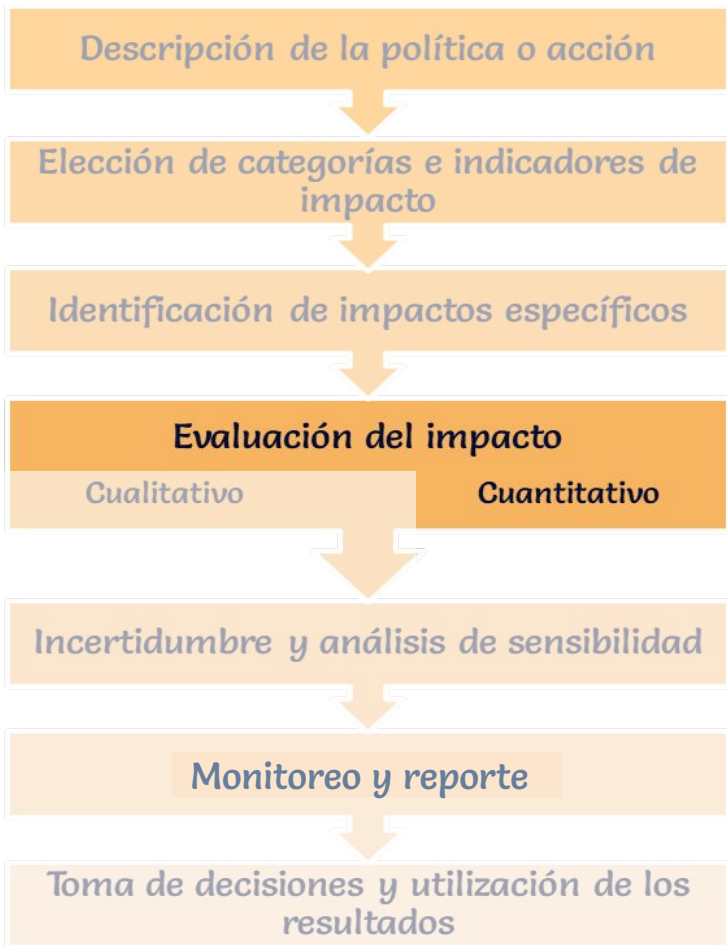 Descripción de la política o acción
Elección de categorías e indicadores de
impacto
Identificación de impactos específicos
Evaluación del impacto
Cualitativo Cuantitativo
Incertidumbre y análisis de sensibilidad
Monitoreo y reporte
Toma de decisiones y utilización de los
resultados